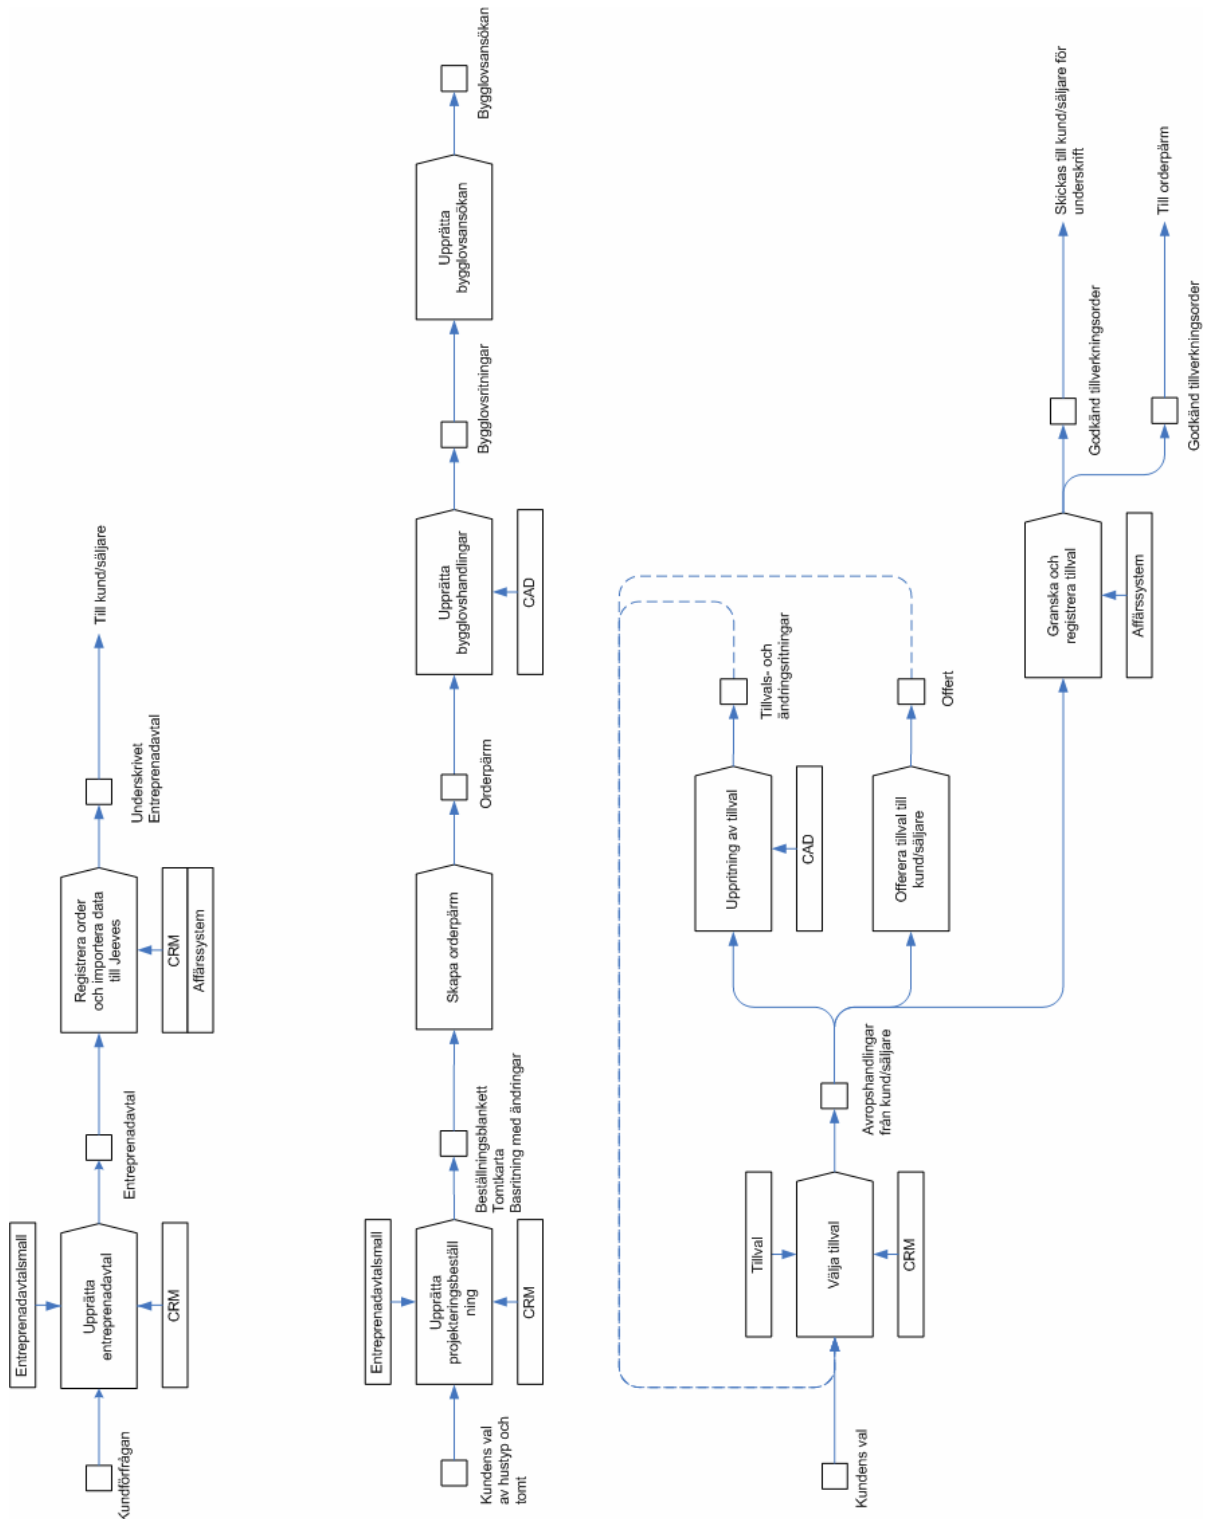 Entreprenadavtalsmall
Kundförfrågan
Upprätta
entreprenadavtal
CRM
Entreprenadavtal
Registrera order
och importera data
till Jeeves
CRM
Affärssystem
Underskrivet
Entreprenadavtal
Till kund/säljare
Entreprenadavtalsmall
Kundens val
av hustyp och
tomt
Upprätta
projekteringsbeställ
ning
CRM
Beställningsblankett
Tomtkarta
Basritning med ändringar
Skapa orderpärm
Orderpärm
Upprätta
bygglovshandlingar
CAD
Bygglovsritningar
Upprätta
bygglovsansökan
Bygglovsansökan
Kundens val
Tillval
Välja tillval
CRM
Avropshandlingar
från kund/säljare
Uppritning av tillval
CAD
Tillvals- och
ändringsritningar
Offerera tillval till
kund/säljare
Offert
Granska och
registrera tillval
Affärssystem
Godkänd tillverkningsorder
Skickas till kund/säljare för
underskrift
Godkänd tillverkningsorder
Till orderpärm